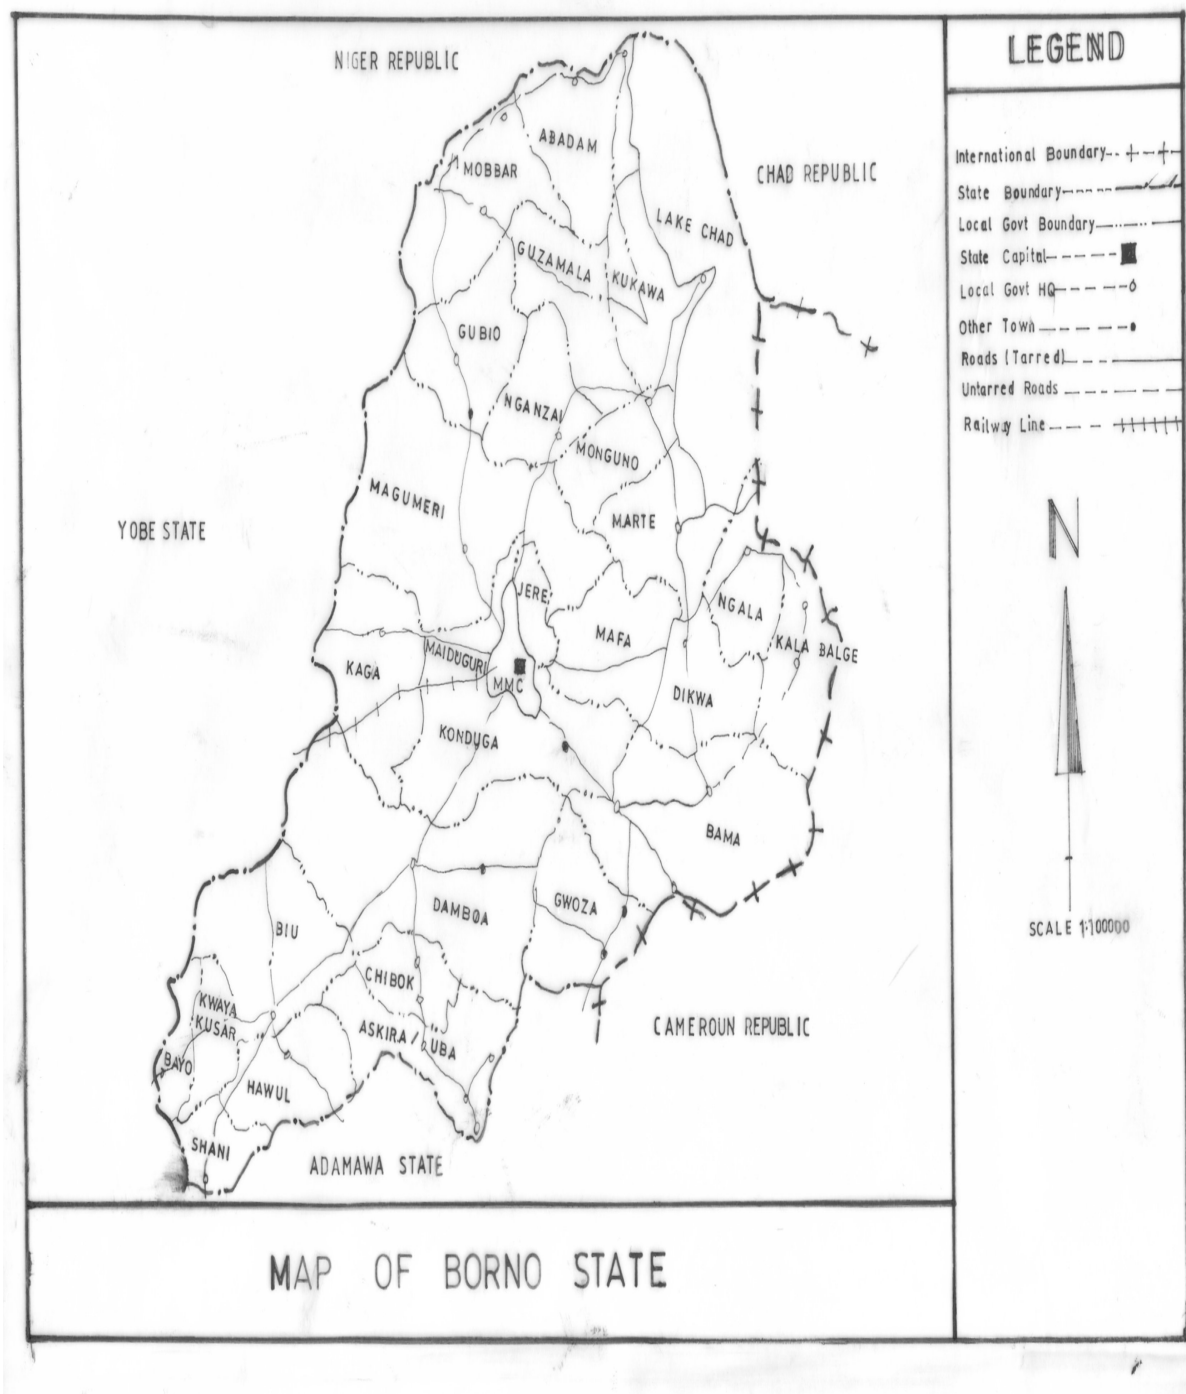 NIGER REPUBLIC
LEGEND
ABADAM
MOBBAR
CHAD REPUBLIC
LAKE CHAD
GUZAMALA
KUKAWA
GUBIO
NGANZAI
MONGUNO
MAGUMERI
MARTE
YOBE STATE
JERE
NGALA
MAFA
KALA BALGE
MAIDUGURI
KAGA
MMC
DIKWA
KONDUGA
BAMA
DAMBOA
GWOZA
BIU
CHIBOK
KWAYA
KUSAR
ASKIRA / UBA
BAYO
HAWUL
SHANI
CAMEROUN REPUBLIC
ADAMAWA STATE
International Boundary
State Boundary
Local Govt Boundary
State Capital
Local Govt HQ
Other Town
Roads (Tarred)
Untarred Roads
Railway Line
N
SCALE 1:100000
MAP OF BORNO STATE